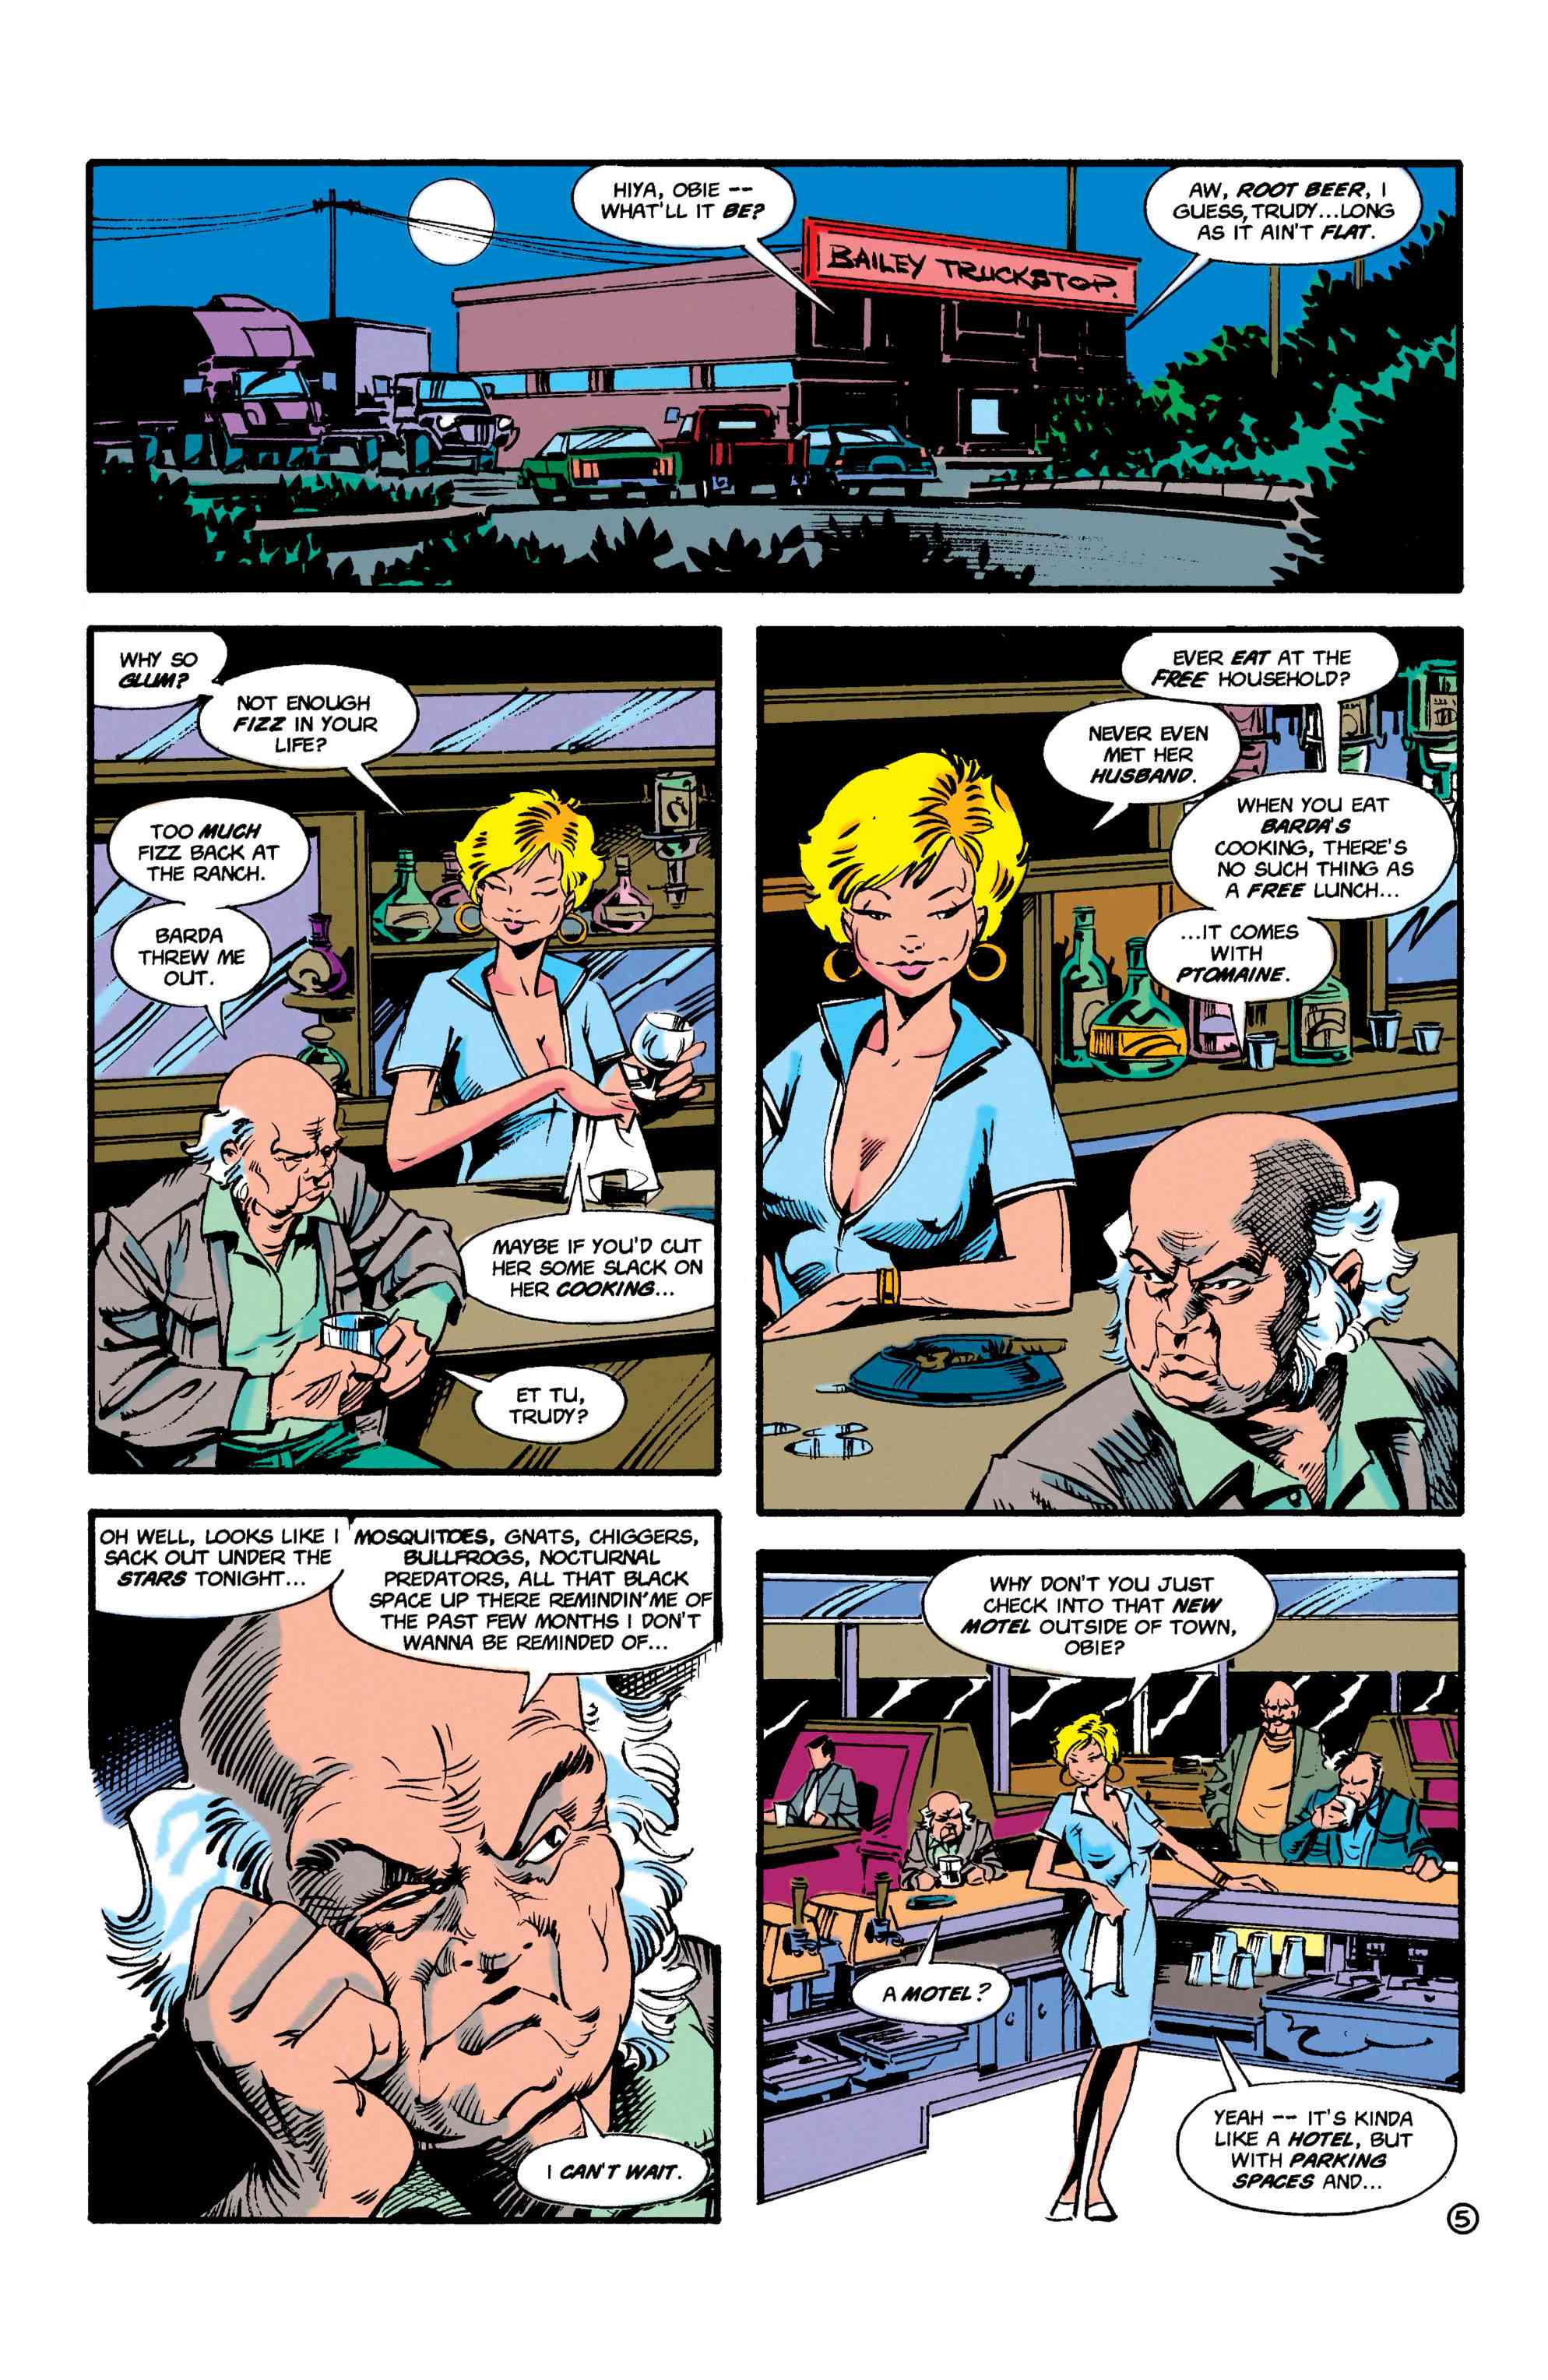 HIYA, OBIE --
WHAT'LL IT BE?
AW, ROOT BEER, I
GUESS, TRUDY...LONG
AS IT AIN'T FLAT.
BAILEY TRUCKSTOP.
WHY SO
GLUM?
NOT ENOUGH
FIZZ IN YOUR
LIFE?
TOO MUCH
FIZZ BACK AT
THE RANCH.
BARDA
THREW ME
OUT.
MAYBE IF YOU'D CUT
HER SOME SLACK ON
HER COOKING...
ET TU,
TRUDY?
EVER EAT AT THE
FREE HOUSEHOLD?
NEVER EVEN
MET HER
HUSBAND.
WHEN YOU EAT
BARDA'S
COOKING, THERE'S
NO SUCH THING AS
A FREE LUNCH...
...IT COMES
WITH
PTOMAINE.
OH WELL, LOOKS LIKE I
SACK OUT UNDER THE
STARS TONIGHT...
MOSQUITOES, GNATS, CHIGGERS,
BULLFROGS, NOCTURNAL
PREDATORS, ALL THAT BLACK
SPACE UP THERE REMINDIN' ME OF
THE PAST FEW MONTHS I DON'T
WANNA BE REMINDED OF...
I CAN'T WAIT.
WHY DON'T YOU JUST
CHECK INTO THAT NEW
MOTEL OUTSIDE OF TOWN,
OBIE?
A MOTEL?
YEAH -- IT'S KINDA
LIKE A HOTEL, BUT
WITH PARKING
SPACES AND...
5